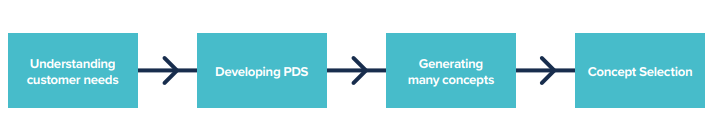 Understanding
customer needs
Developing PDS
Generating
many concepts
Concept Selection